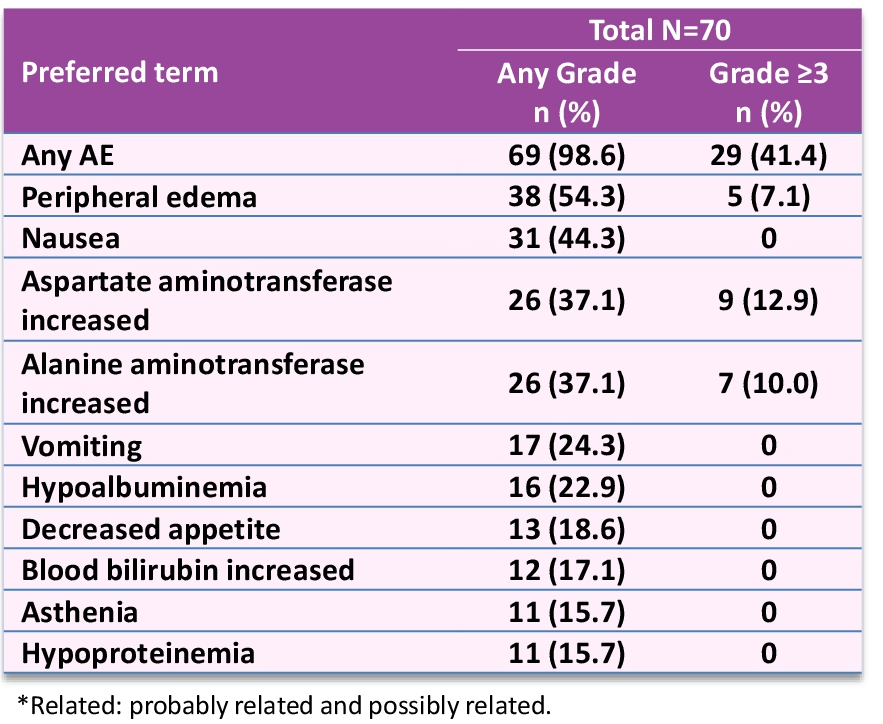 Total N=70
Preferred term Any Grade Grade ≥3
n (%) n (%)
Any AE 69 (98.6) 29 (41.4)
Peripheral edema 38 (54.3) 5 (7.1)
Nausea 31 (44.3) 0
Aspartate aminotransferase
increased 26 (37.1) 9 (12.9)
Alanine aminotransferase
increased 26 (37.1) 7 (10.0)
Vomiting 17 (24.3) 0
Hypoalbuminemia 16 (22.9) 0
Decreased appetite 13 (18.6) 0
Blood bilirubin increased 12 (17.1) 0
Asthenia 11 (15.7) 0
Hypoproteinemia 11 (15.7) 0
*Related: probably related and possibly related.